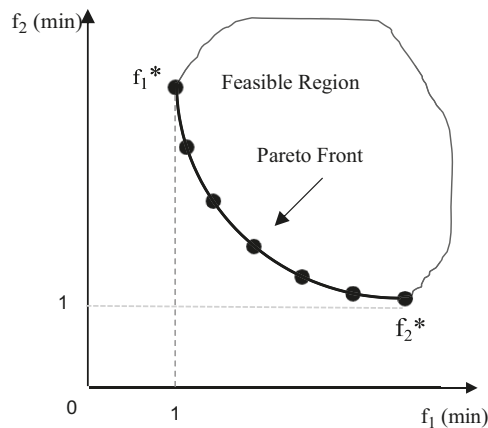 f₂ (min)
f₁*
Feasible Region
Pareto Front
1
f₂*
0
1
f₁ (min)